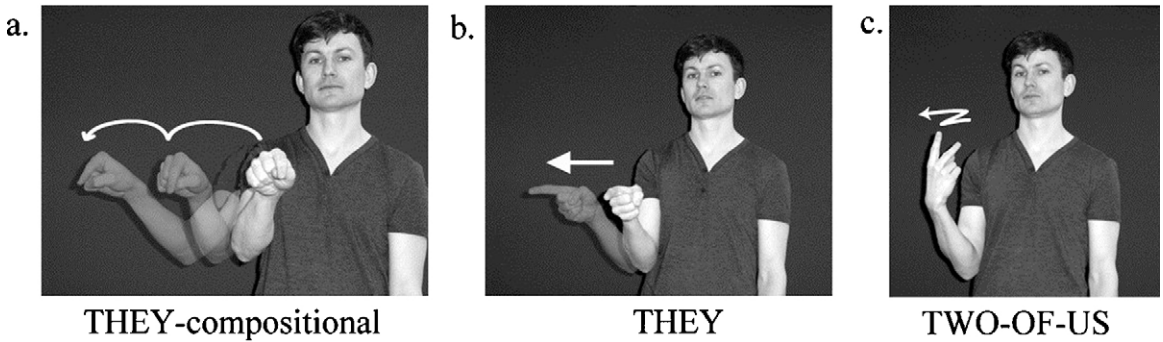 a.
b.
c.
THEY-compositional
THEY
TWO-OF-US